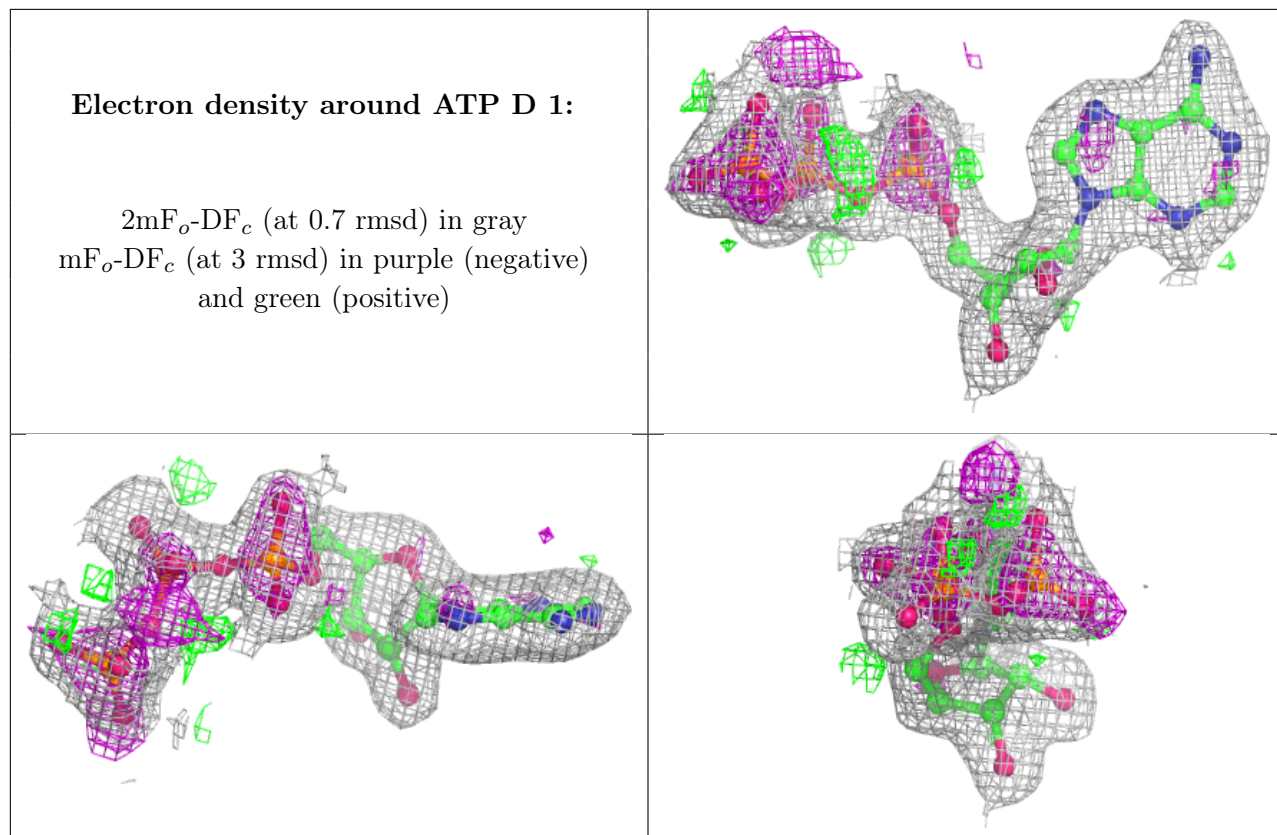 Electron density around ATP D 1:
2mFo-DFc (at 0.7 rmsd) in gray
mFo-DFc (at 3 rmsd) in purple (negative)
and green (positive)